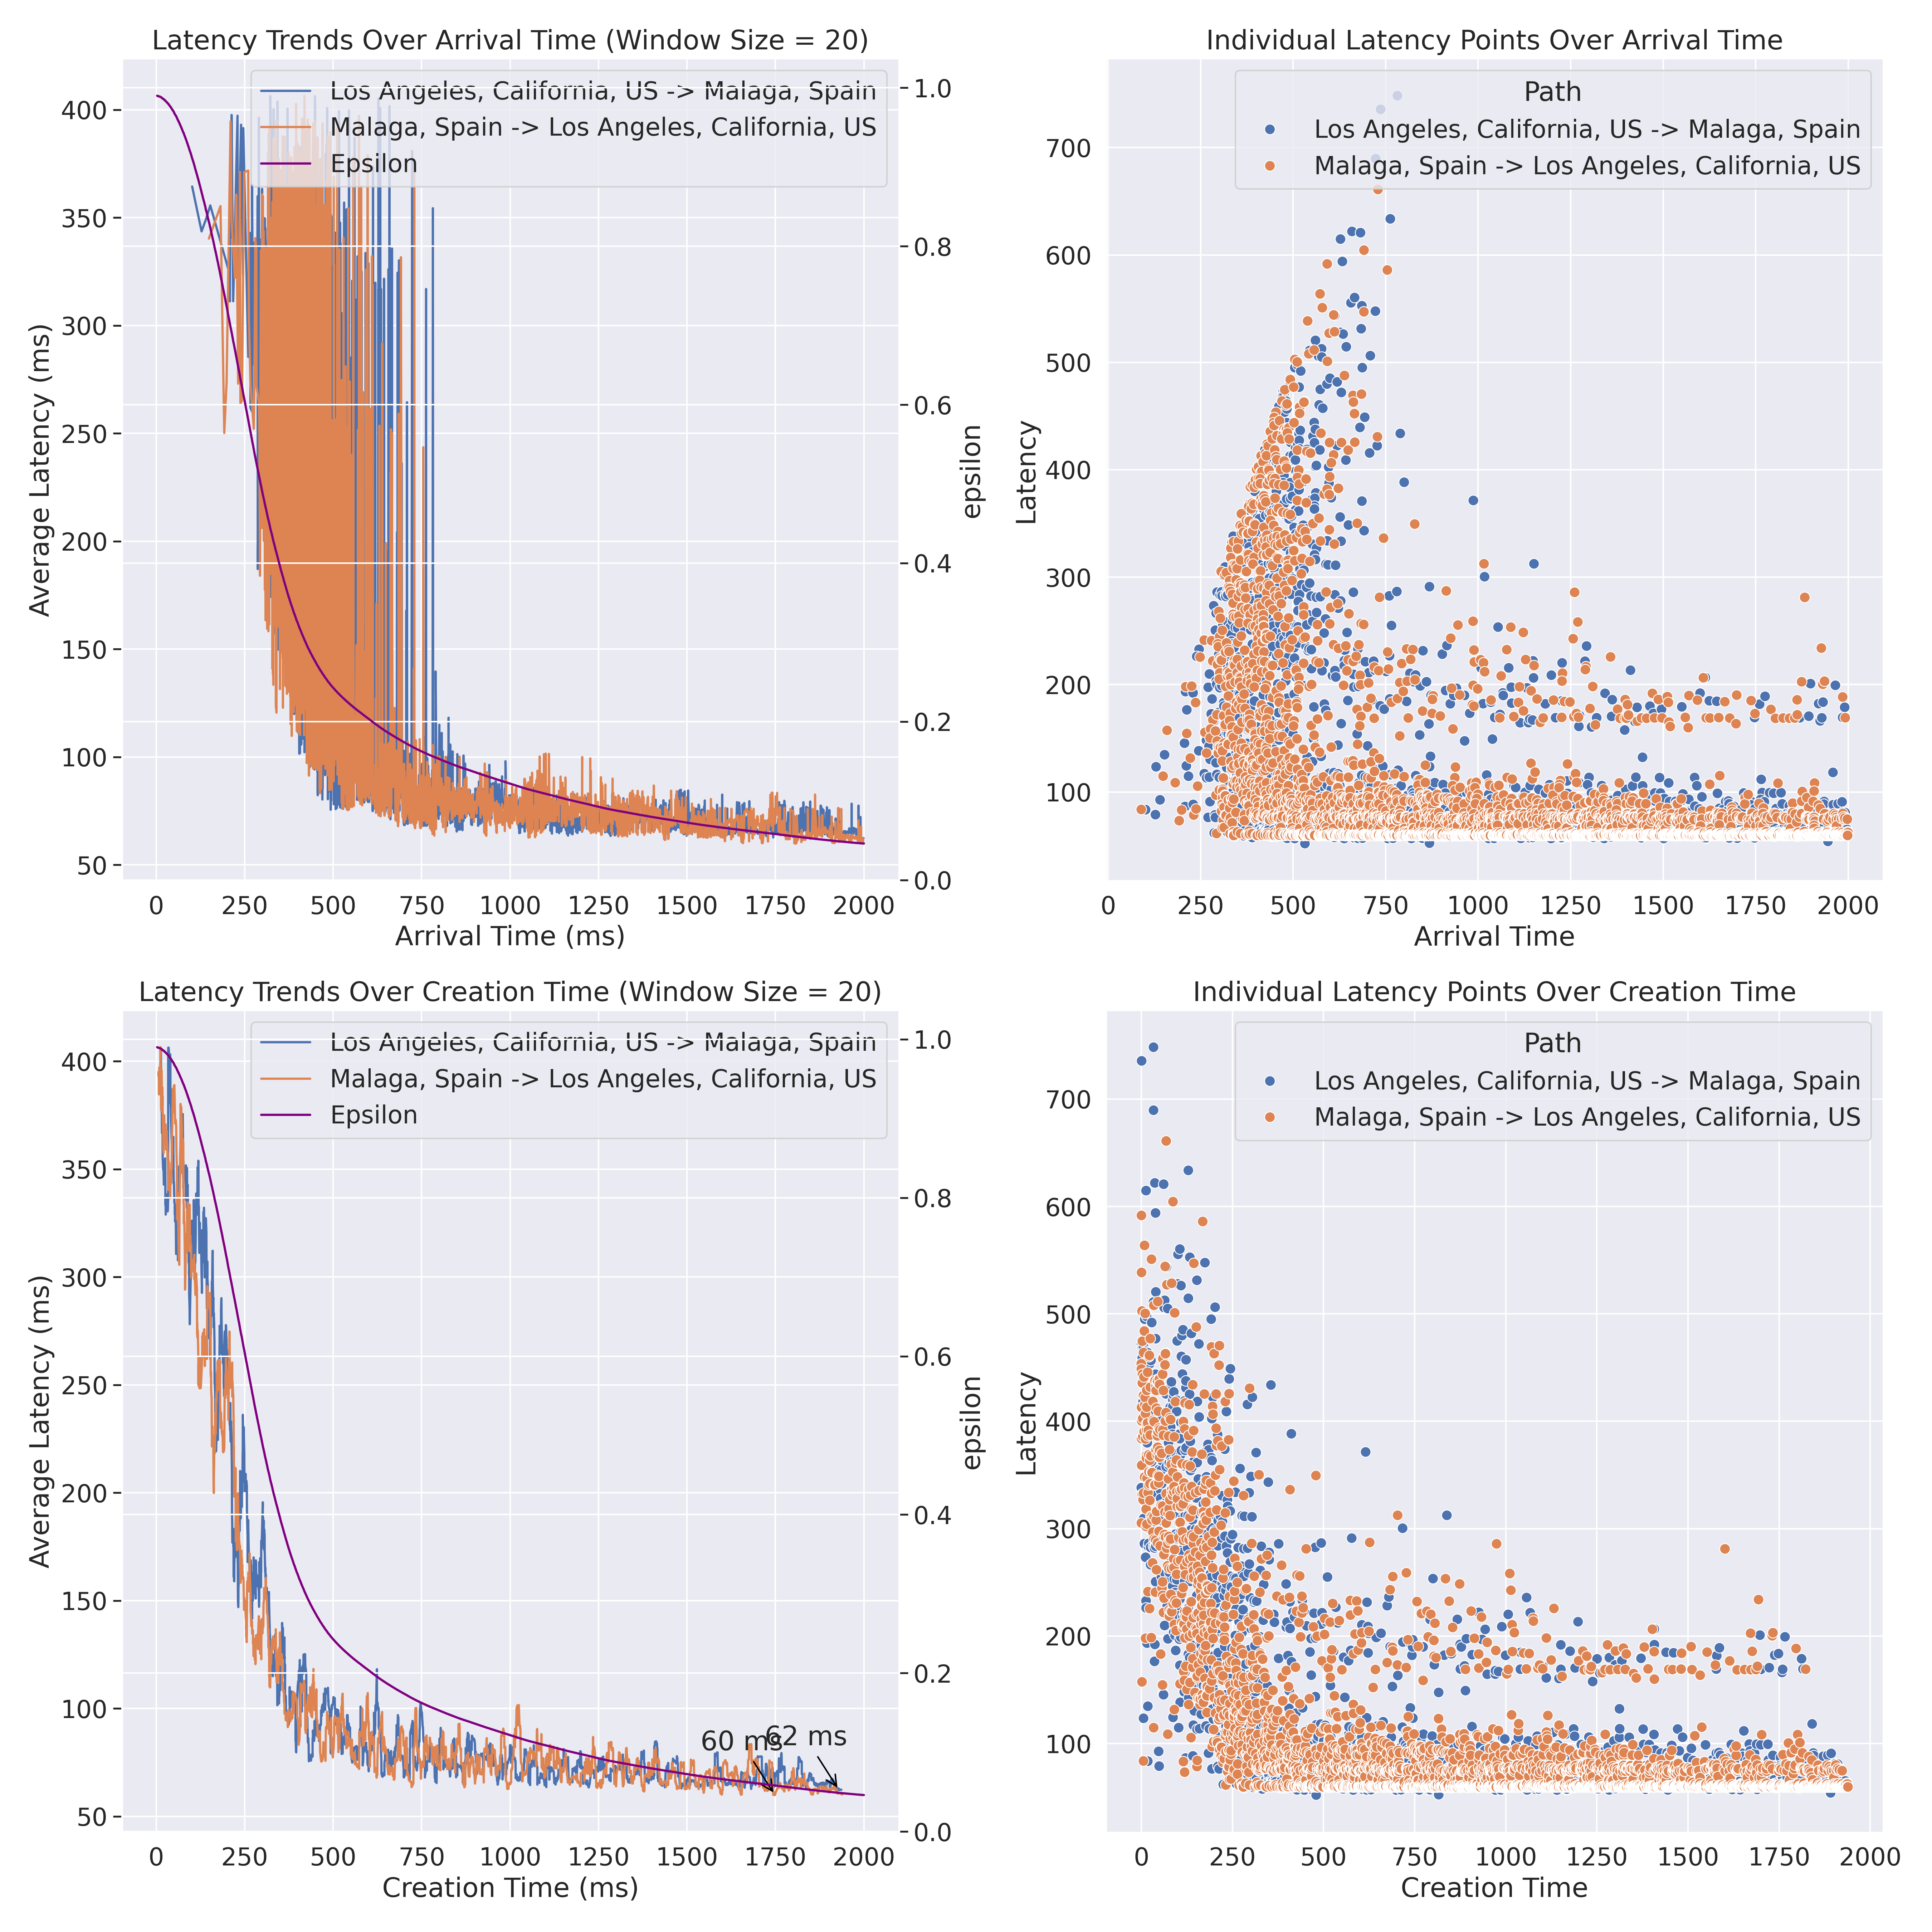 Latency Trends Over Arrival Time (Window Size = 20)
Los Angeles, California, US -> Malaga, Spain
Malaga, Spain -> Los Angeles, California, US
Epsilon
400
350
300
250
200
150
100
50
Average Latency (ms)
1.0
0.8
0.6
0.4
0.2
0.0
epsilon
0 250 500 750 1000 1250 1500 1750 2000
Arrival Time (ms)
Individual Latency Points Over Arrival Time
Path
Los Angeles, California, US -> Malaga, Spain
Malaga, Spain -> Los Angeles, California, US
700
600
500
400
300
200
100
Latency
0 250 500 750 1000 1250 1500 1750 2000
Arrival Time
Latency Trends Over Creation Time (Window Size = 20)
Los Angeles, California, US -> Malaga, Spain
Malaga, Spain -> Los Angeles, California, US
Epsilon
400
350
300
250
200
150
100
50
Average Latency (ms)
60 ms
62 ms
1.0
0.8
0.6
0.4
0.2
0.0
epsilon
0 250 500 750 1000 1250 1500 1750 2000
Creation Time (ms)
Individual Latency Points Over Creation Time
Path
Los Angeles, California, US -> Malaga, Spain
Malaga, Spain -> Los Angeles, California, US
700
600
500
400
300
200
100
Latency
0 250 500 750 1000 1250 1500 1750 2000
Creation Time